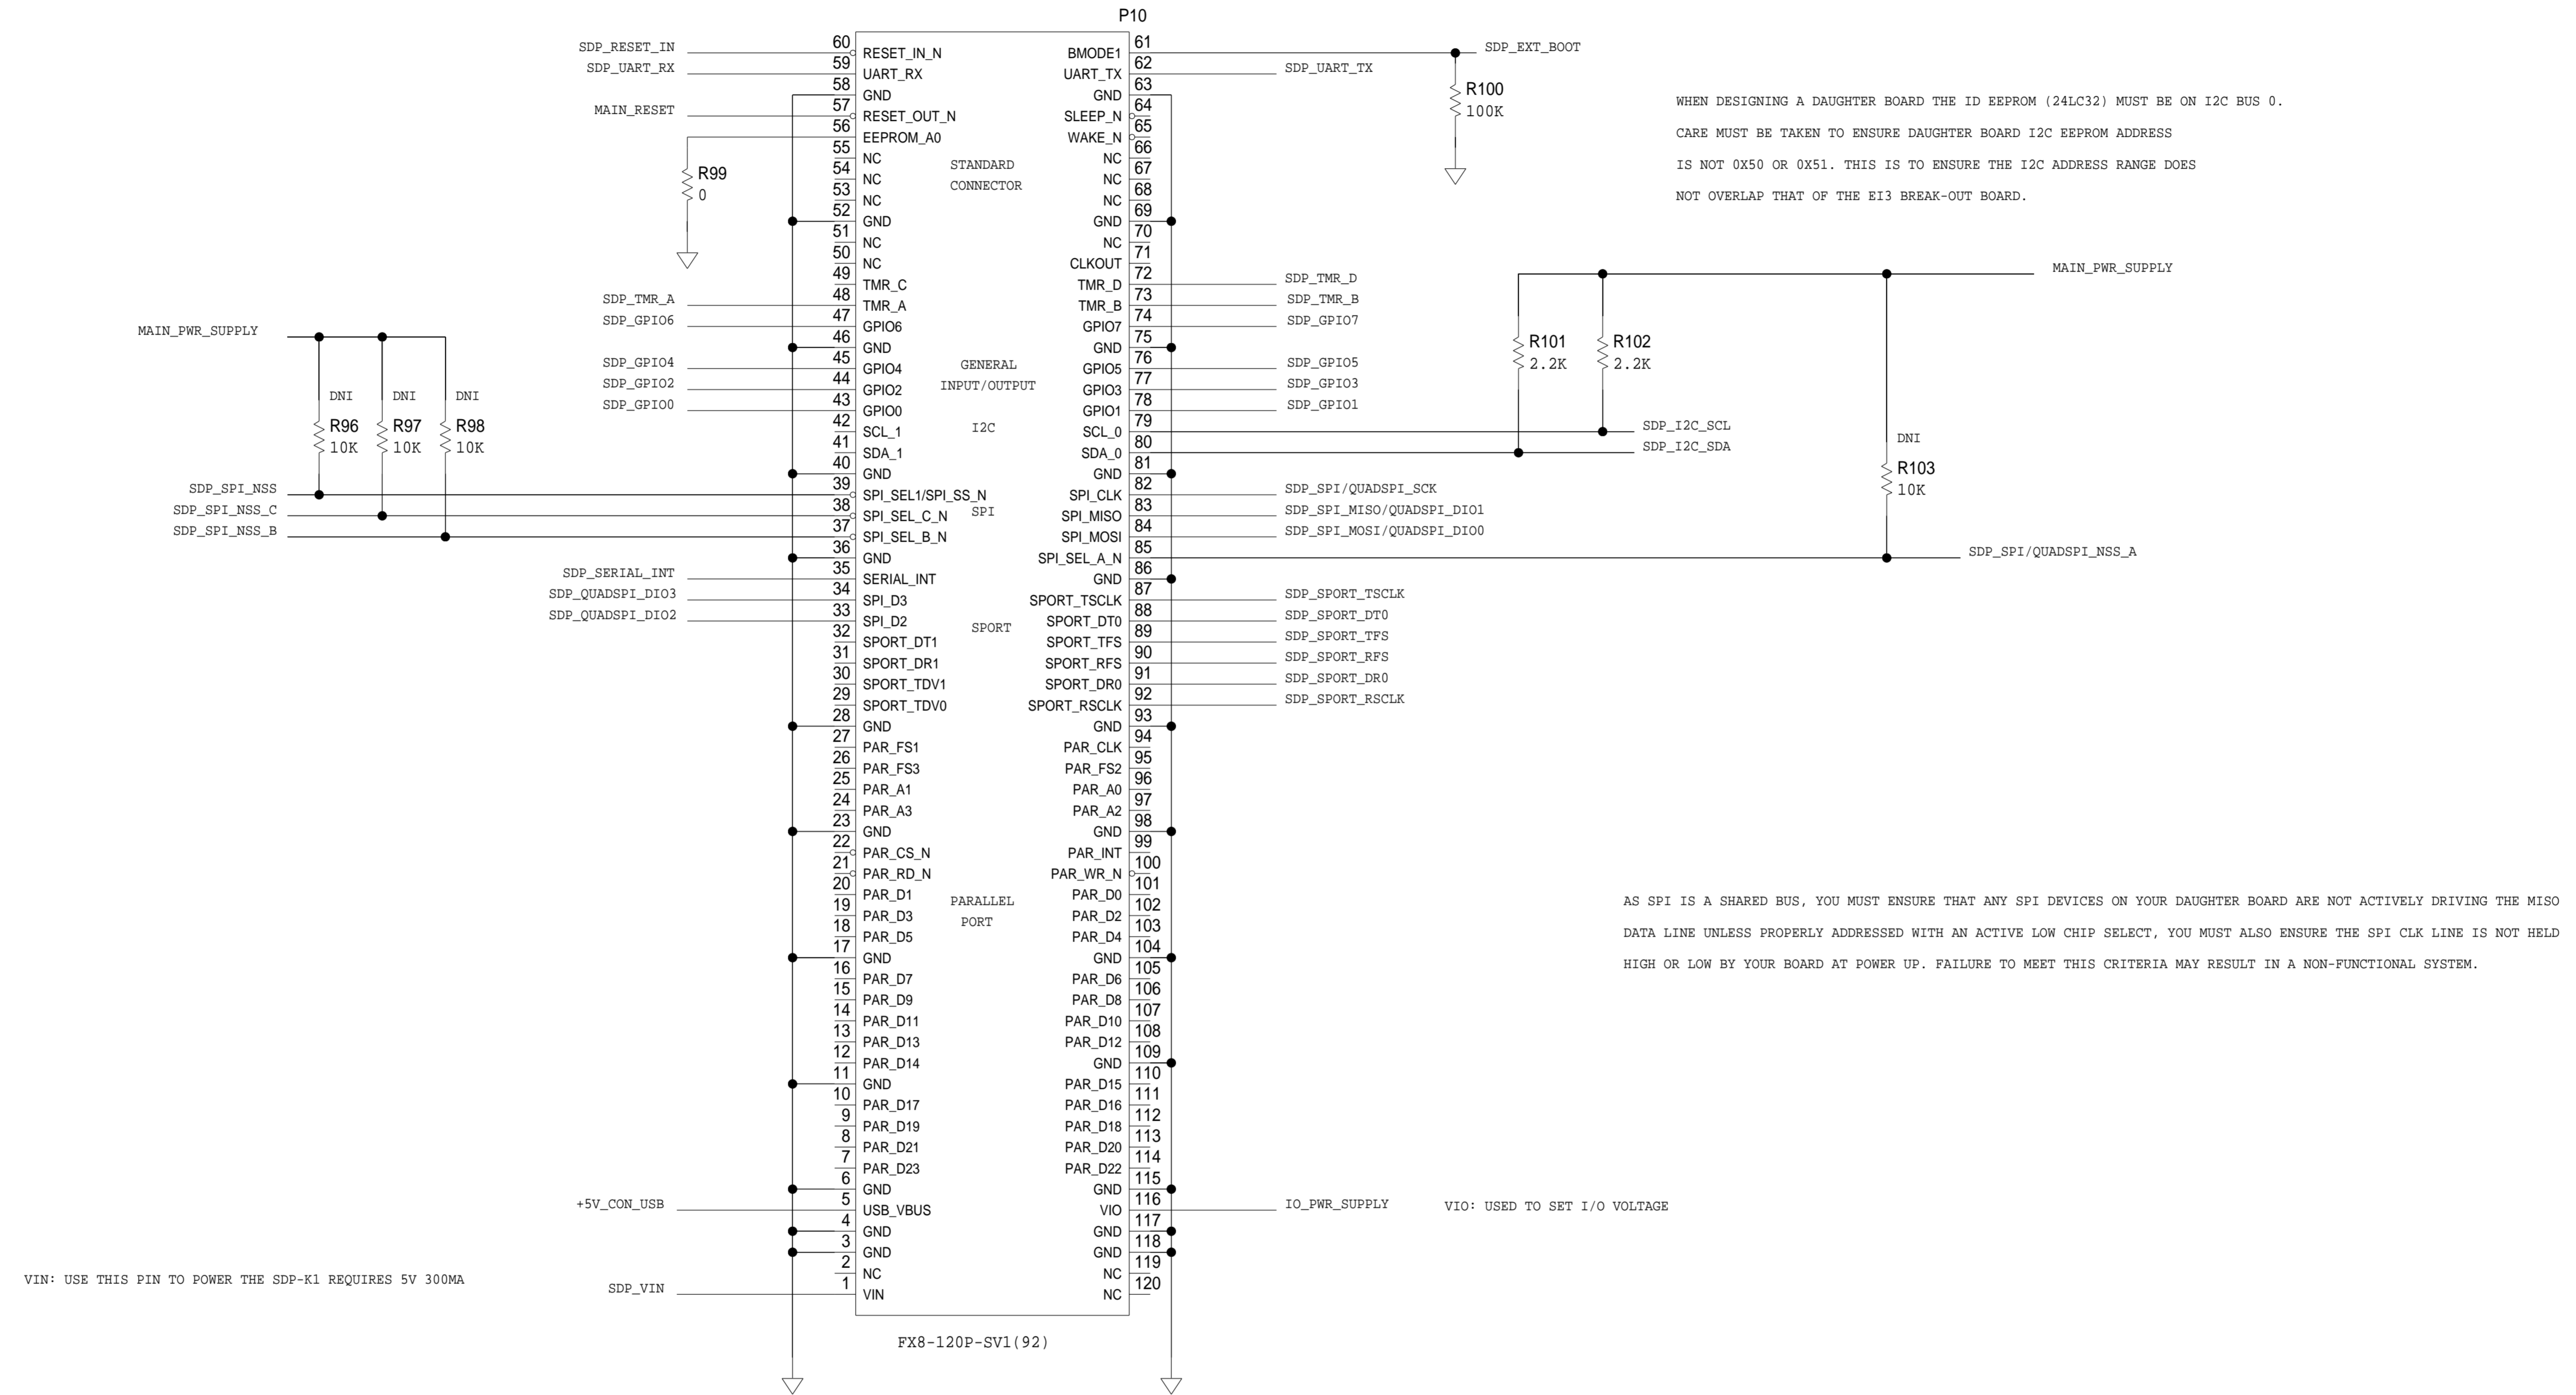 P10
SDP_RESET_IN 60 RESET_IN_N BMODE1 61 SDP_EXT_BOOT
SDP_UART_RX 59 UART_RX UART_TX 62 SDP_UART_TX
58 GND GND 63
MAIN_RESET 57 RESET_OUT_N SLEEP_N 64
56 EEPROM_A0 WAKE_N 65
55 NC NC 66
54 NC NC 67
53 NC NC 68
52 GND GND 69
51 NC NC 70
50 NC CLKOUT 71
49 TMR_C TMR_D 72 SDP_TMR_D
SDP_TMR_A 48 TMR_A TMR_B 73 SDP_TMR_B
SDP_GPIO6 47 GPIO6 GPIO7 74 SDP_GPIO7
46 GND GND 75
SDP_GPIO4 45 GPIO4 GPIO5 76 SDP_GPIO5
SDP_GPIO2 44 GPIO2 GPIO3 77 SDP_GPIO3
SDP_GPIO0 43 GPIO0 GPIO1 78 SDP_GPIO1
42 SCL_1 SCL_0 79 SDP_I2C_SCL
41 SDA_1 SDA_0 80 SDP_I2C_SDA
40 GND GND 81
SDP_SPI_NSS 39 SPI_SEL1/SPI_SS_N SPI_CLK 82 SDP_SPI/QUADSPI_SCK
SDP_SPI_NSS_C 38 SPI_SEL_C_N SPI_MISO 83 SDP_SPI_MISO/QUADSPI_DIO1
SDP_SPI_NSS_B 37 SPI_SEL_B_N SPI_MOSI 84 SDP_SPI_MOSI/QUADSPI_DIO0
36 GND SPI_SEL_A_N 85 SDP_SPI/QUADSPI_NSS_A
SDP_SERIAL_INT 35 SERIAL_INT GND 86
SDP_QUADSPI_DIO3 34 SPI_D3 SPORT_TSCLK 87 SDP_SPORT_TSCLK
SDP_QUADSPI_DIO2 33 SPI_D2 SPORT_DT0 88 SDP_SPORT_DT0
32 SPORT_DT1 SPORT_TFS 89 SDP_SPORT_TFS
31 SPORT_DR1 SPORT_RFS 90 SDP_SPORT_RFS
30 SPORT_TDV1 SPORT_DR0 91 SDP_SPORT_DR0
29 SPORT_TDV0 SPORT_RSCLK 92 SDP_SPORT_RSCLK
28 GND GND 93
27 PAR_FS1 PAR_CLK 94
26 PAR_FS3 PAR_FS2 95
25 PAR_A1 PAR_A0 96
24 PAR_A3 PAR_A2 97
23 GND GND 98
22 PAR_CS_N PAR_INT 99
21 PAR_RD_N PAR_WR_N 100
20 PAR_D1 PAR_D0 101
19 PAR_D3 PAR_D2 102
18 PAR_D5 PAR_D4 103
17 GND GND 104
16 PAR_D7 PAR_D6 105
15 PAR_D9 PAR_D8 106
14 PAR_D11 PAR_D10 107
13 PAR_D13 PAR_D12 108
12 PAR_D14 GND 109
11 GND PAR_D15 110
10 PAR_D17 PAR_D16 111
9 PAR_D19 PAR_D18 112
8 PAR_D21 PAR_D20 113
7 PAR_D23 PAR_D22 114
6 GND GND 115
+5V_CON_USB 5 USB_VBUS VIO 116 IO_PWR_SUPPLY VIO: USED TO SET I/O VOLTAGE
4 GND GND 117
3 GND GND 118
2 NC NC 119
SDP_VIN 1 VIN NC 120
FX8-120P-SV1(92)
STANDARD
CONNECTOR
GENERAL
INPUT/OUTPUT
I2C
SPI
SPORT
PARALLEL
PORT
R99
0
MAIN_PWR_SUPPLY
DNI DNI DNI
R96 R97 R98
10K 10K 10K
VIN: USE THIS PIN TO POWER THE SDP-K1 REQUIRES 5V 300MA
R100
100K
WHEN DESIGNING A DAUGHTER BOARD THE ID EEPROM (24LC32) MUST BE ON I2C BUS 0.
CARE MUST BE TAKEN TO ENSURE DAUGHTER BOARD I2C EEPROM ADDRESS
IS NOT 0X50 OR 0X51. THIS IS TO ENSURE THE I2C ADDRESS RANGE DOES
NOT OVERLAP THAT OF THE EI3 BREAK-OUT BOARD.
MAIN_PWR_SUPPLY
R101 R102
2.2K 2.2K
DNI
R103
10K
AS SPI IS A SHARED BUS, YOU MUST ENSURE THAT ANY SPI DEVICES ON YOUR DAUGHTER BOARD ARE NOT ACTIVELY DRIVING THE MISO
DATA LINE UNLESS PROPERLY ADDRESSED WITH AN ACTIVE LOW CHIP SELECT, YOU MUST ALSO ENSURE THE SPI CLK LINE IS NOT HELD
HIGH OR LOW BY YOUR BOARD AT POWER UP. FAILURE TO MEET THIS CRITERIA MAY RESULT IN A NON-FUNCTIONAL SYSTEM.